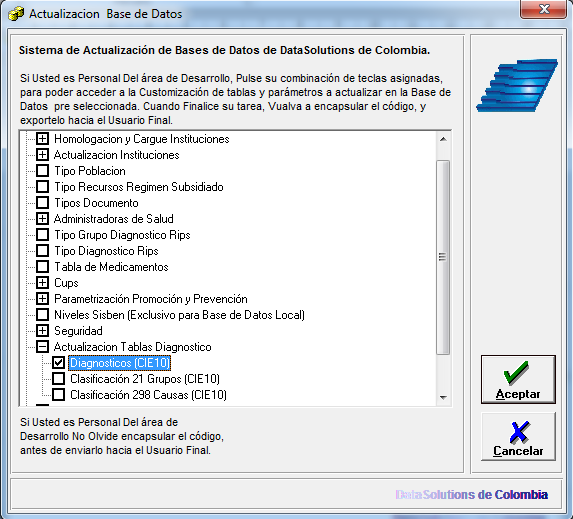 Actualizacion Base de Datos
Sistema de Actualización de Bases de Datos de DataSolutions de Colombia.
Si Usted es Personal Del área de Desarrollo, Pulse su combinación de teclas asignadas,
para poder acceder a la Customización de tablas y parámetros a actualizar en la Base de
Datos pre seleccionada. Cuando Finalice su tarea, Vualva a encapsular el código, y
exportelo hacia el Usuario Final.
Homologacion y Cargue Instituciones
Actualizacion Instituciones
Tipo Poblacion
Tipo Recursos Regimen Subsidiado
Tipos Documento
Administradoras de Salud
Tipo Grupo Diagnostico Rips
Tipo Diagnostico Rips
Tabla de Medicamentos
Cups
Parametrización Promoción y Prevención
Niveles Sisben (Exclusivo para Base de Datos Local)
Seguridad
Actualizacion Tablas Diagnostico
Diagnosticos (CIE10)
Clasificación 21 Grupos (CIE10)
Clasificación 298 Causas (CIE10)
Aceptar
Cancelar
Si Usted es Personal Del área de
Desarrollo No Olvide encapsular el código,
antes de enviarlo hacia el Usuario Final.
DataSolutions de Colombia